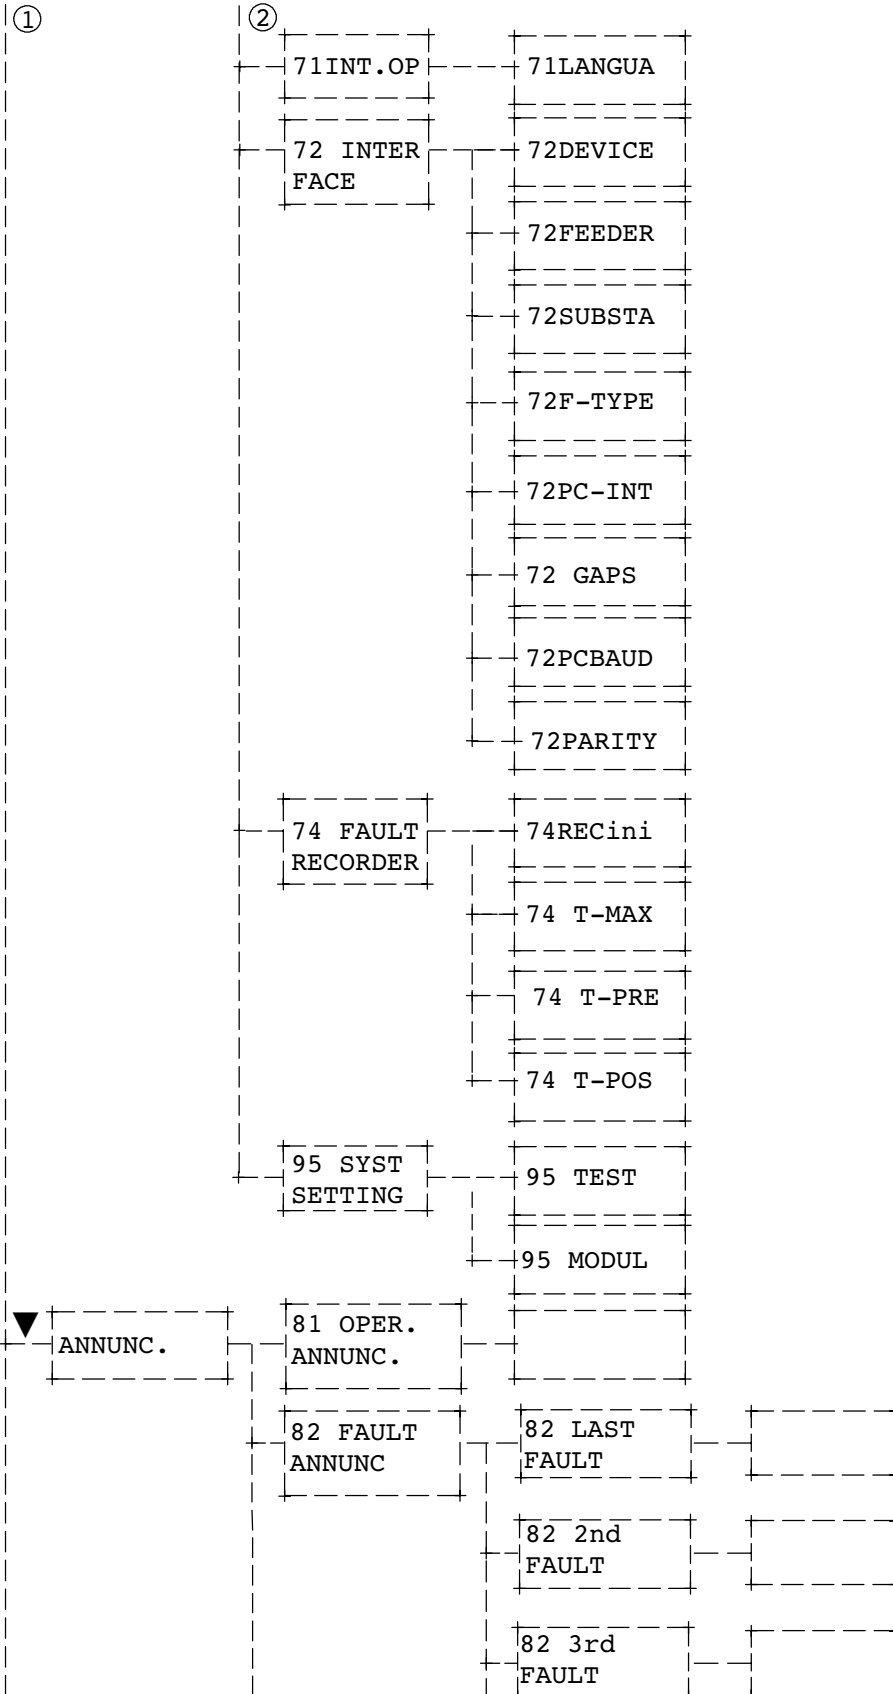 ① ②
71INT.OP 71LANGUA
72 INTER
FACE
72DEVICE
72FEEDER
72SUBSTA
72F-TYPE
72PC-INT
72 GAPS
72PCBAUD
72PARITY
74 FAULT
RECORDER
74RECini
74 T-MAX
74 T-PRE
74 T-POS
95 SYST
SETTING
95 TEST
95 MODUL
ANNUNC.
81 OPER.
ANNUNC.
82 FAULT
ANNUNC
82 LAST
FAULT
82 2nd
FAULT
82 3rd
FAULT